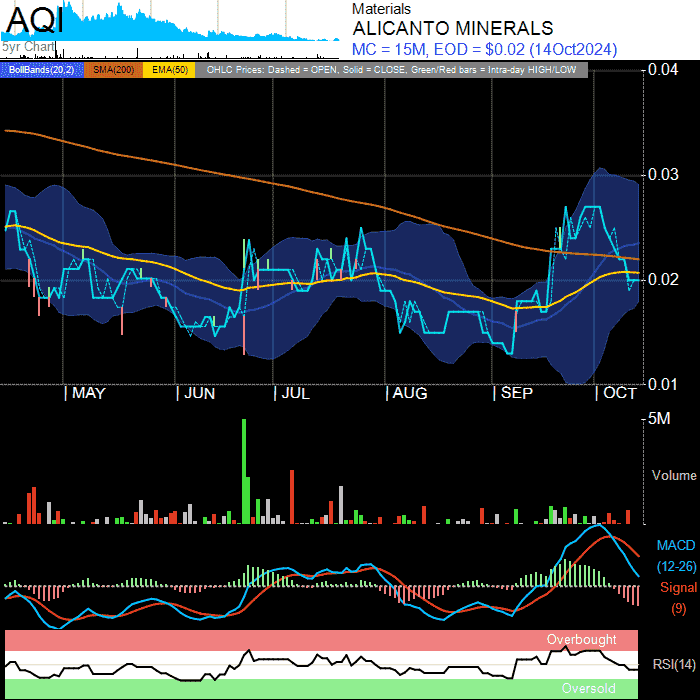 AQI
5yr Chart
Materials
ALICANTO MINERALS
MC = 15M, EOD = $0.02 (14Oct2024)
BollBands(20,2) SMA(200) EMA(50) OHLC Prices: Dashed = OPEN, Solid = CLOSE, Green/Red bars = Intra-day HIGH/LOW
0.04
0.03
0.02
0.01
| MAY | JUN | JUL | AUG | SEP | OCT
5M
Volume
MACD
(12-26)
Signal
(9)
Overbought
RSI(14)
Oversold